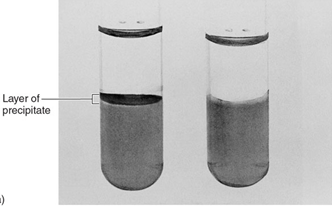 Layer of
precipitate
)